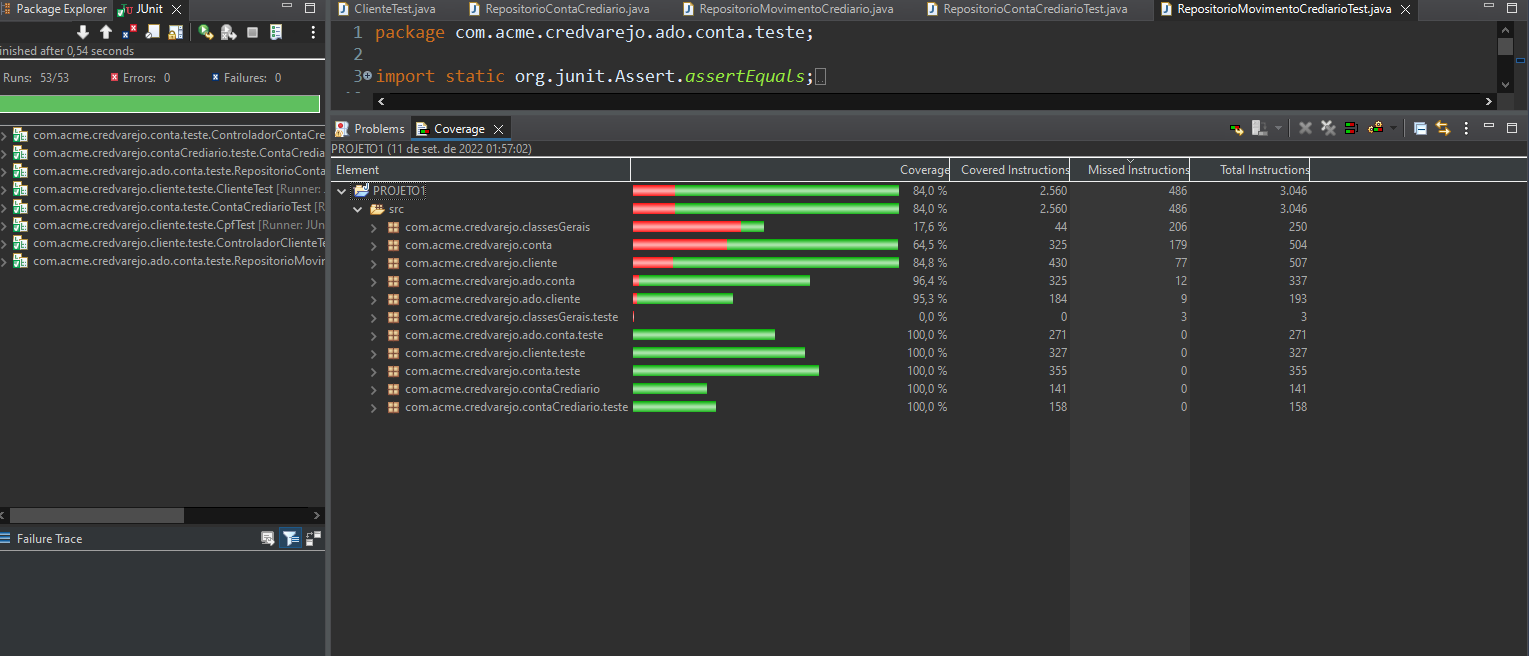 Package Explorer JUnit
inished after 0,54 seconds
Runs: 53/53 Errors: 0 Failures: 0
com.acme.credvarejo.conta.teste.ControladorContaCre
com.acme.credvarejo.contaCrediario.teste.ContaCredia
com.acme.credvarejo.ado.conta.teste.RepositorioConta
com.acme.credvarejo.cliente.teste.ClienteTest [Runner: J
com.acme.credvarejo.conta.teste.ContaCrediarioTest [R
com.acme.credvarejo.cliente.teste.CpfTest [Runner: JUn
com.acme.credvarejo.cliente.teste.ControladorClienteTe
com.acme.credvarejo.ado.conta.teste.RepositorioMovir
Failure Trace
ClienteTest.java RepositorioContaCrediario.java RepositorioMovimentoCrediario.java RepositorioContaCrediarioTest.java RepositorioMovimentoCrediarioTest.java
1 package com.acme.credvarejo.ado.conta.teste;
2
3 import static org.junit.Assert.assertEquals;
Problems Coverage
PROJETO1 (11 de set. de 2022 01:57:02)
Element Coverage Covered Instructions Missed Instructions Total Instructions
PROJETO1 84,0 % 2.560 486 3.046
src 84,0 % 2.560 486 3.046
com.acme.credvarejo.classesGerais 17,6 % 44 206 250
com.acme.credvarejo.conta 64,5 % 325 179 504
com.acme.credvarejo.cliente 84,8 % 430 77 507
com.acme.credvarejo.ado.conta 96,4 % 325 12 337
com.acme.credvarejo.ado.cliente 95,3 % 184 9 193
com.acme.credvarejo.classesGerais.teste 0,0 % 0 3 3
com.acme.credvarejo.ado.conta.teste 100,0 % 271 0 271
com.acme.credvarejo.cliente.teste 100,0 % 327 0 327
com.acme.credvarejo.conta.teste 100,0 % 355 0 355
com.acme.credvarejo.contaCrediario 100,0 % 141 0 141
com.acme.credvarejo.contaCrediario.teste 100,0 % 158 0 158